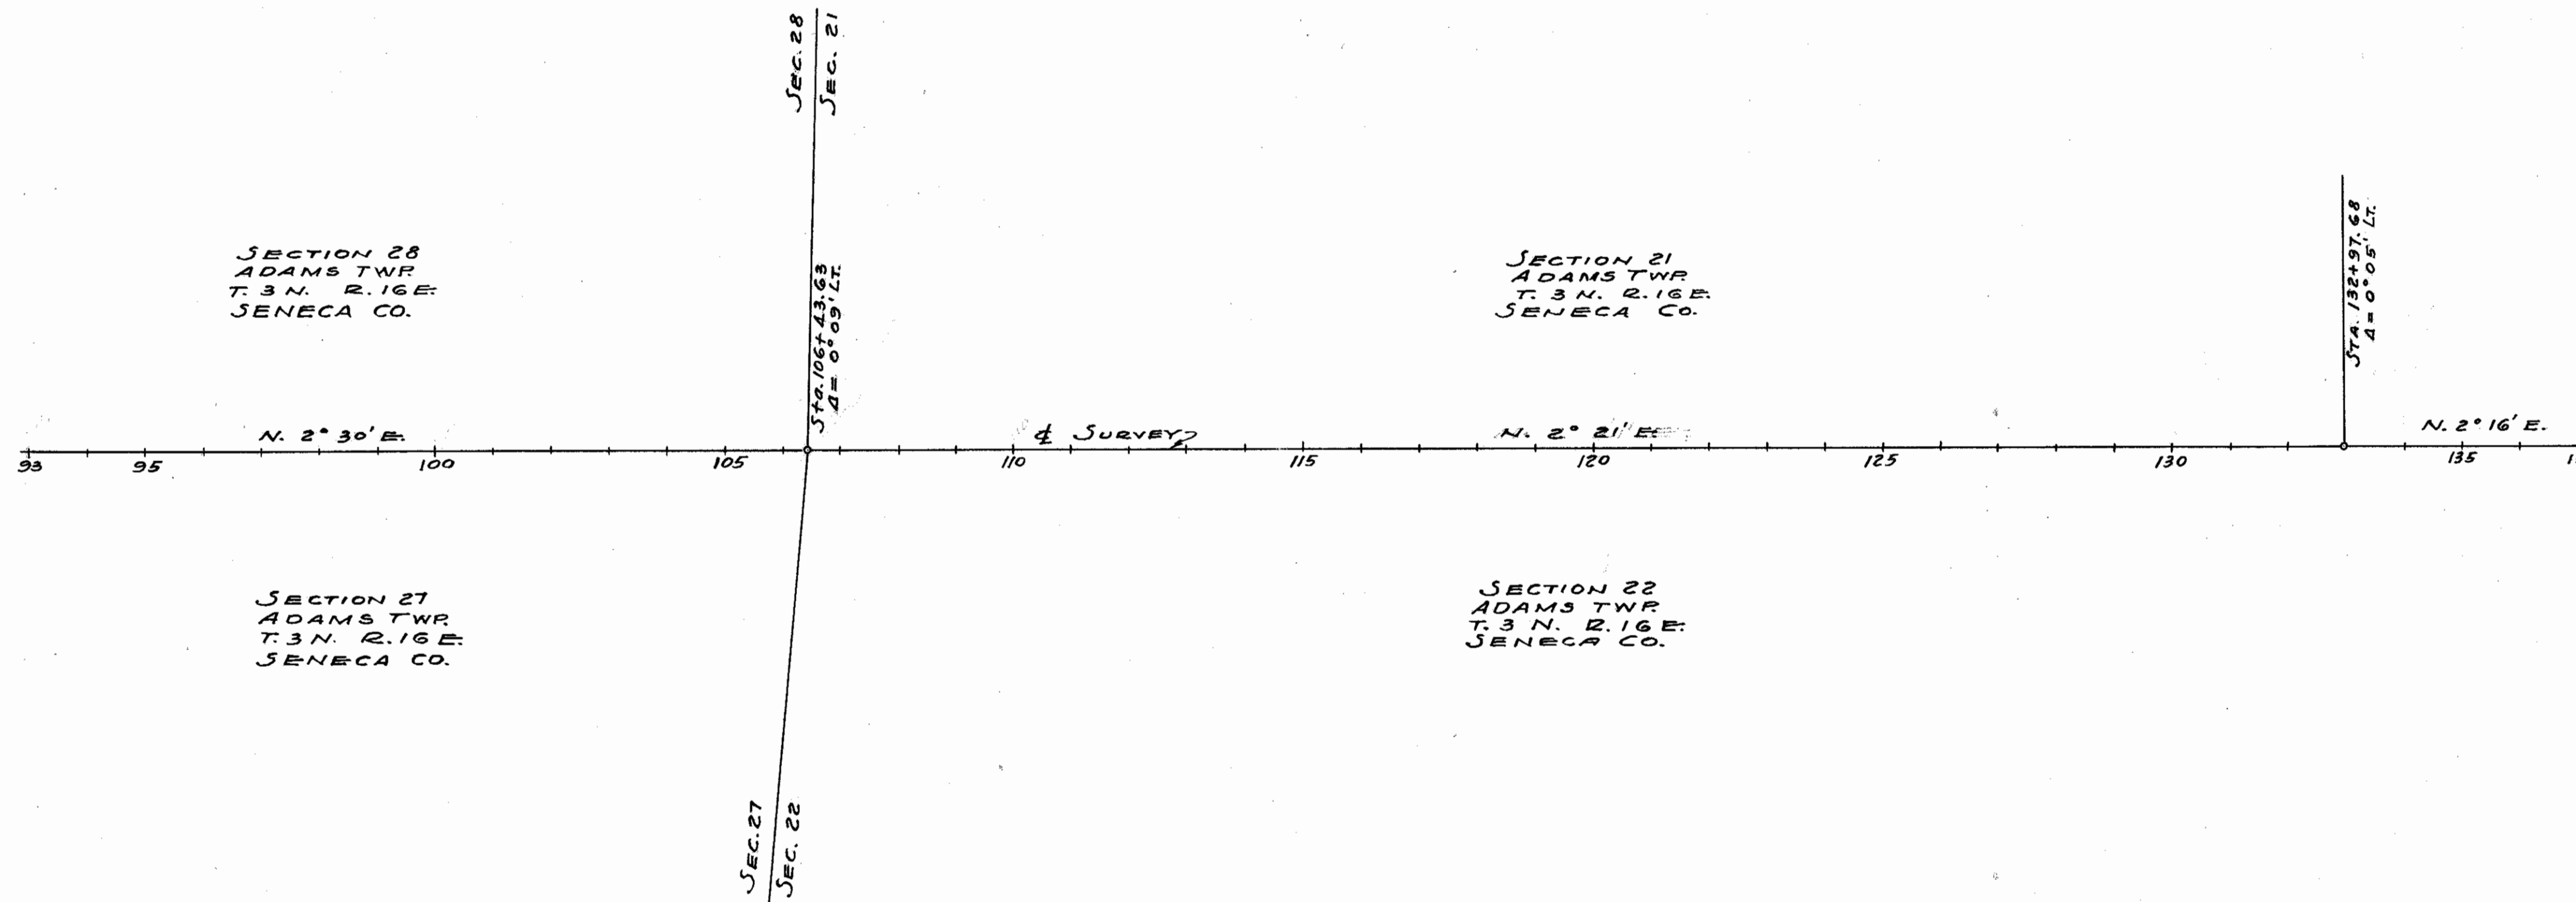 SEC. 28
SEC. 21
SECTION 28
ADAMS TWP.
T. 3 N. R. 16 E.
SENECA CO.
Sta. 106+43.63
Δ = 0° 09' LT.
SECTION 21
ADAMS TWP.
T. 3 N. R. 16 E.
SENECA CO.
STA. 132+97.68
Δ = 0° 05' LT.
N. 2° 30' E.
℄ SURVEY
N. 2° 21' E.
N. 2° 16' E.
93 95 100 105 110 115 120 125 130 135
SECTION 27
ADAMS TWP.
T. 3 N. R. 16 E.
SENECA CO.
SECTION 22
ADAMS TWP.
T. 3 N. R. 16 E.
SENECA CO.
SEC. 27
SEC. 22